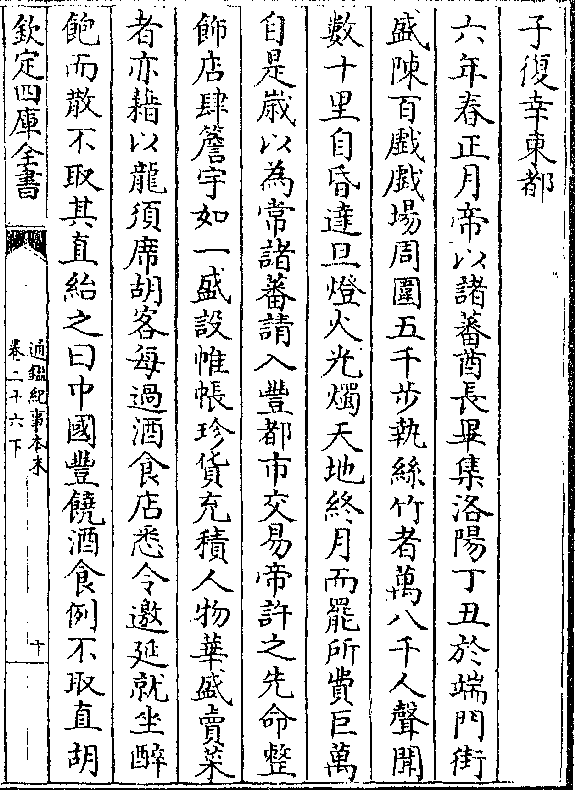 子復幸東都
六年春正月帝以諸蕃酋長畢集洛陽丁丑於端門街
盛陳百戲戲場周圍五千步執絲竹者萬八千人聲聞
數十里自昏達旦燈火光燭天地終月而罷所費巨萬
自是歲以為常諸蕃請入豐都市交易帝許之先命整
飾店肆簷宇如一盛設帷帳珍貨充積人物華盛賣菜
者亦藉以龍須席胡客每過酒食店悉令邀延就坐醉
飽而散不取其直紿之曰中國豐饒酒食例不取直胡
欽定四庫全書
通鑑紀事本末
卷二十六下
十